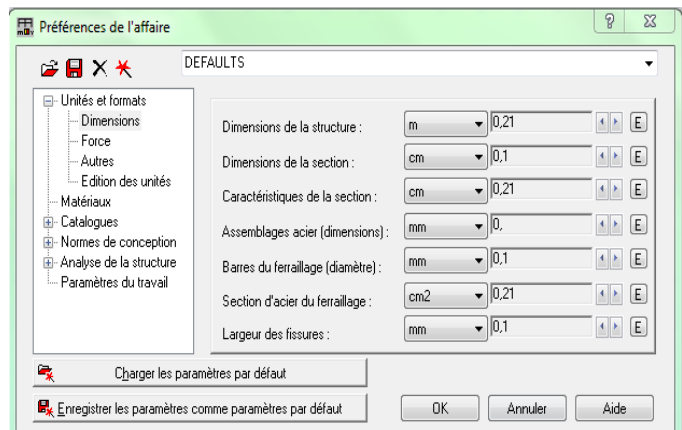 Préférences de l'affaire
DEFAULTS
Unités et formats
Dimensions
Force
Autres
Edition des unités
Matériaux
Catalogues
Normes de conception
Analyse de la structure
Paramètres du travail
Dimensions de la structure : m 0,21 E
Dimensions de la section : cm 0,1 E
Caractéristiques de la section : cm 0,21 E
Assemblages acier (dimensions) : mm 0, E
Barres du ferraillage (diamètre) : mm 0,1 E
Section d'acier du ferraillage : cm2 0,21 E
Largeur des fissures : mm 0,1 E
Charger les paramètres par défaut
Enregistrer les paramètres comme paramètres par défaut
OK Annuler Aide